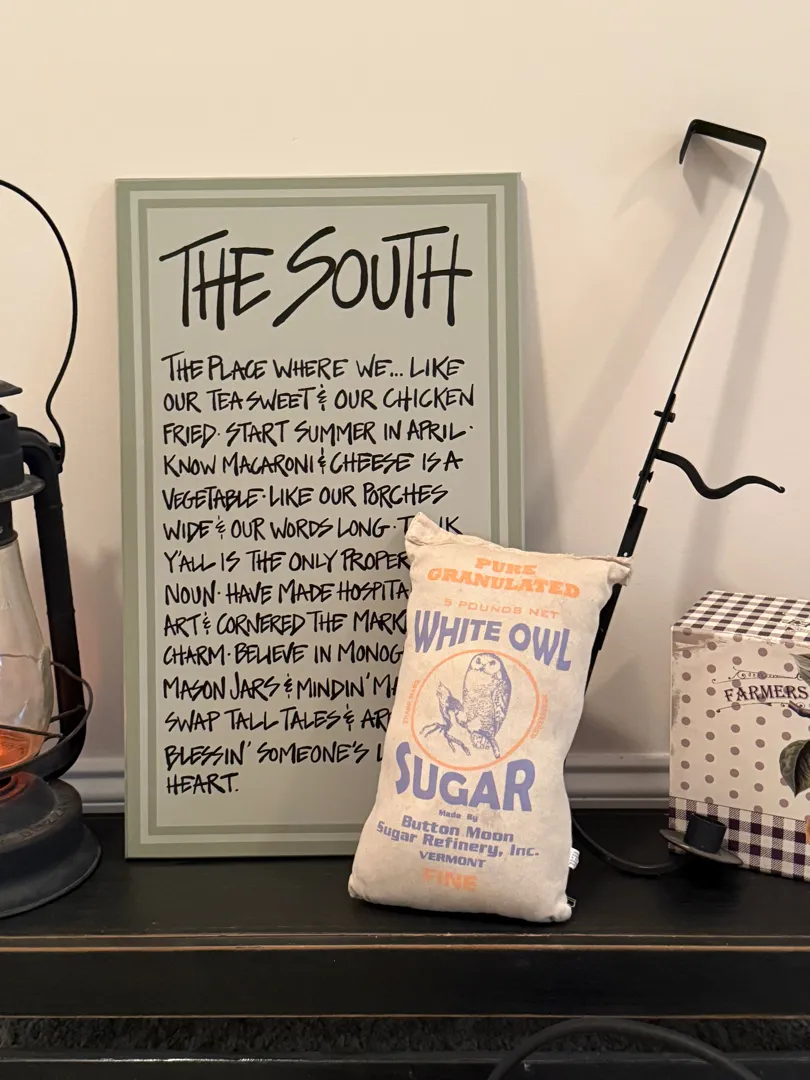 THE SOUTH
THE PLACE WHERE WE... LIKE
OUR TEA SWEET & OUR CHICKEN
FRIED· START SUMMER IN APRIL·
KNOW MACARONI & CHEESE IS A
VEGETABLE· LIKE OUR PORCHES
WIDE & OUR WORDS LONG·
Y'ALL IS THE ONLY PROPER
NOUN· HAVE MADE
ART & CORNERED THE
CHARM· BELIEVE IN
MASON JARS & MINDIN'
SWAP TALL TALES &
BLESSIN' SOMEONE'S
HEART.
PURE
GRANULATED
5 POUNDS NET
WHITE OWL
SUGAR
Made By
Button Moon
Sugar Refinery, Inc.
VERMONT
FINE
FARMERS